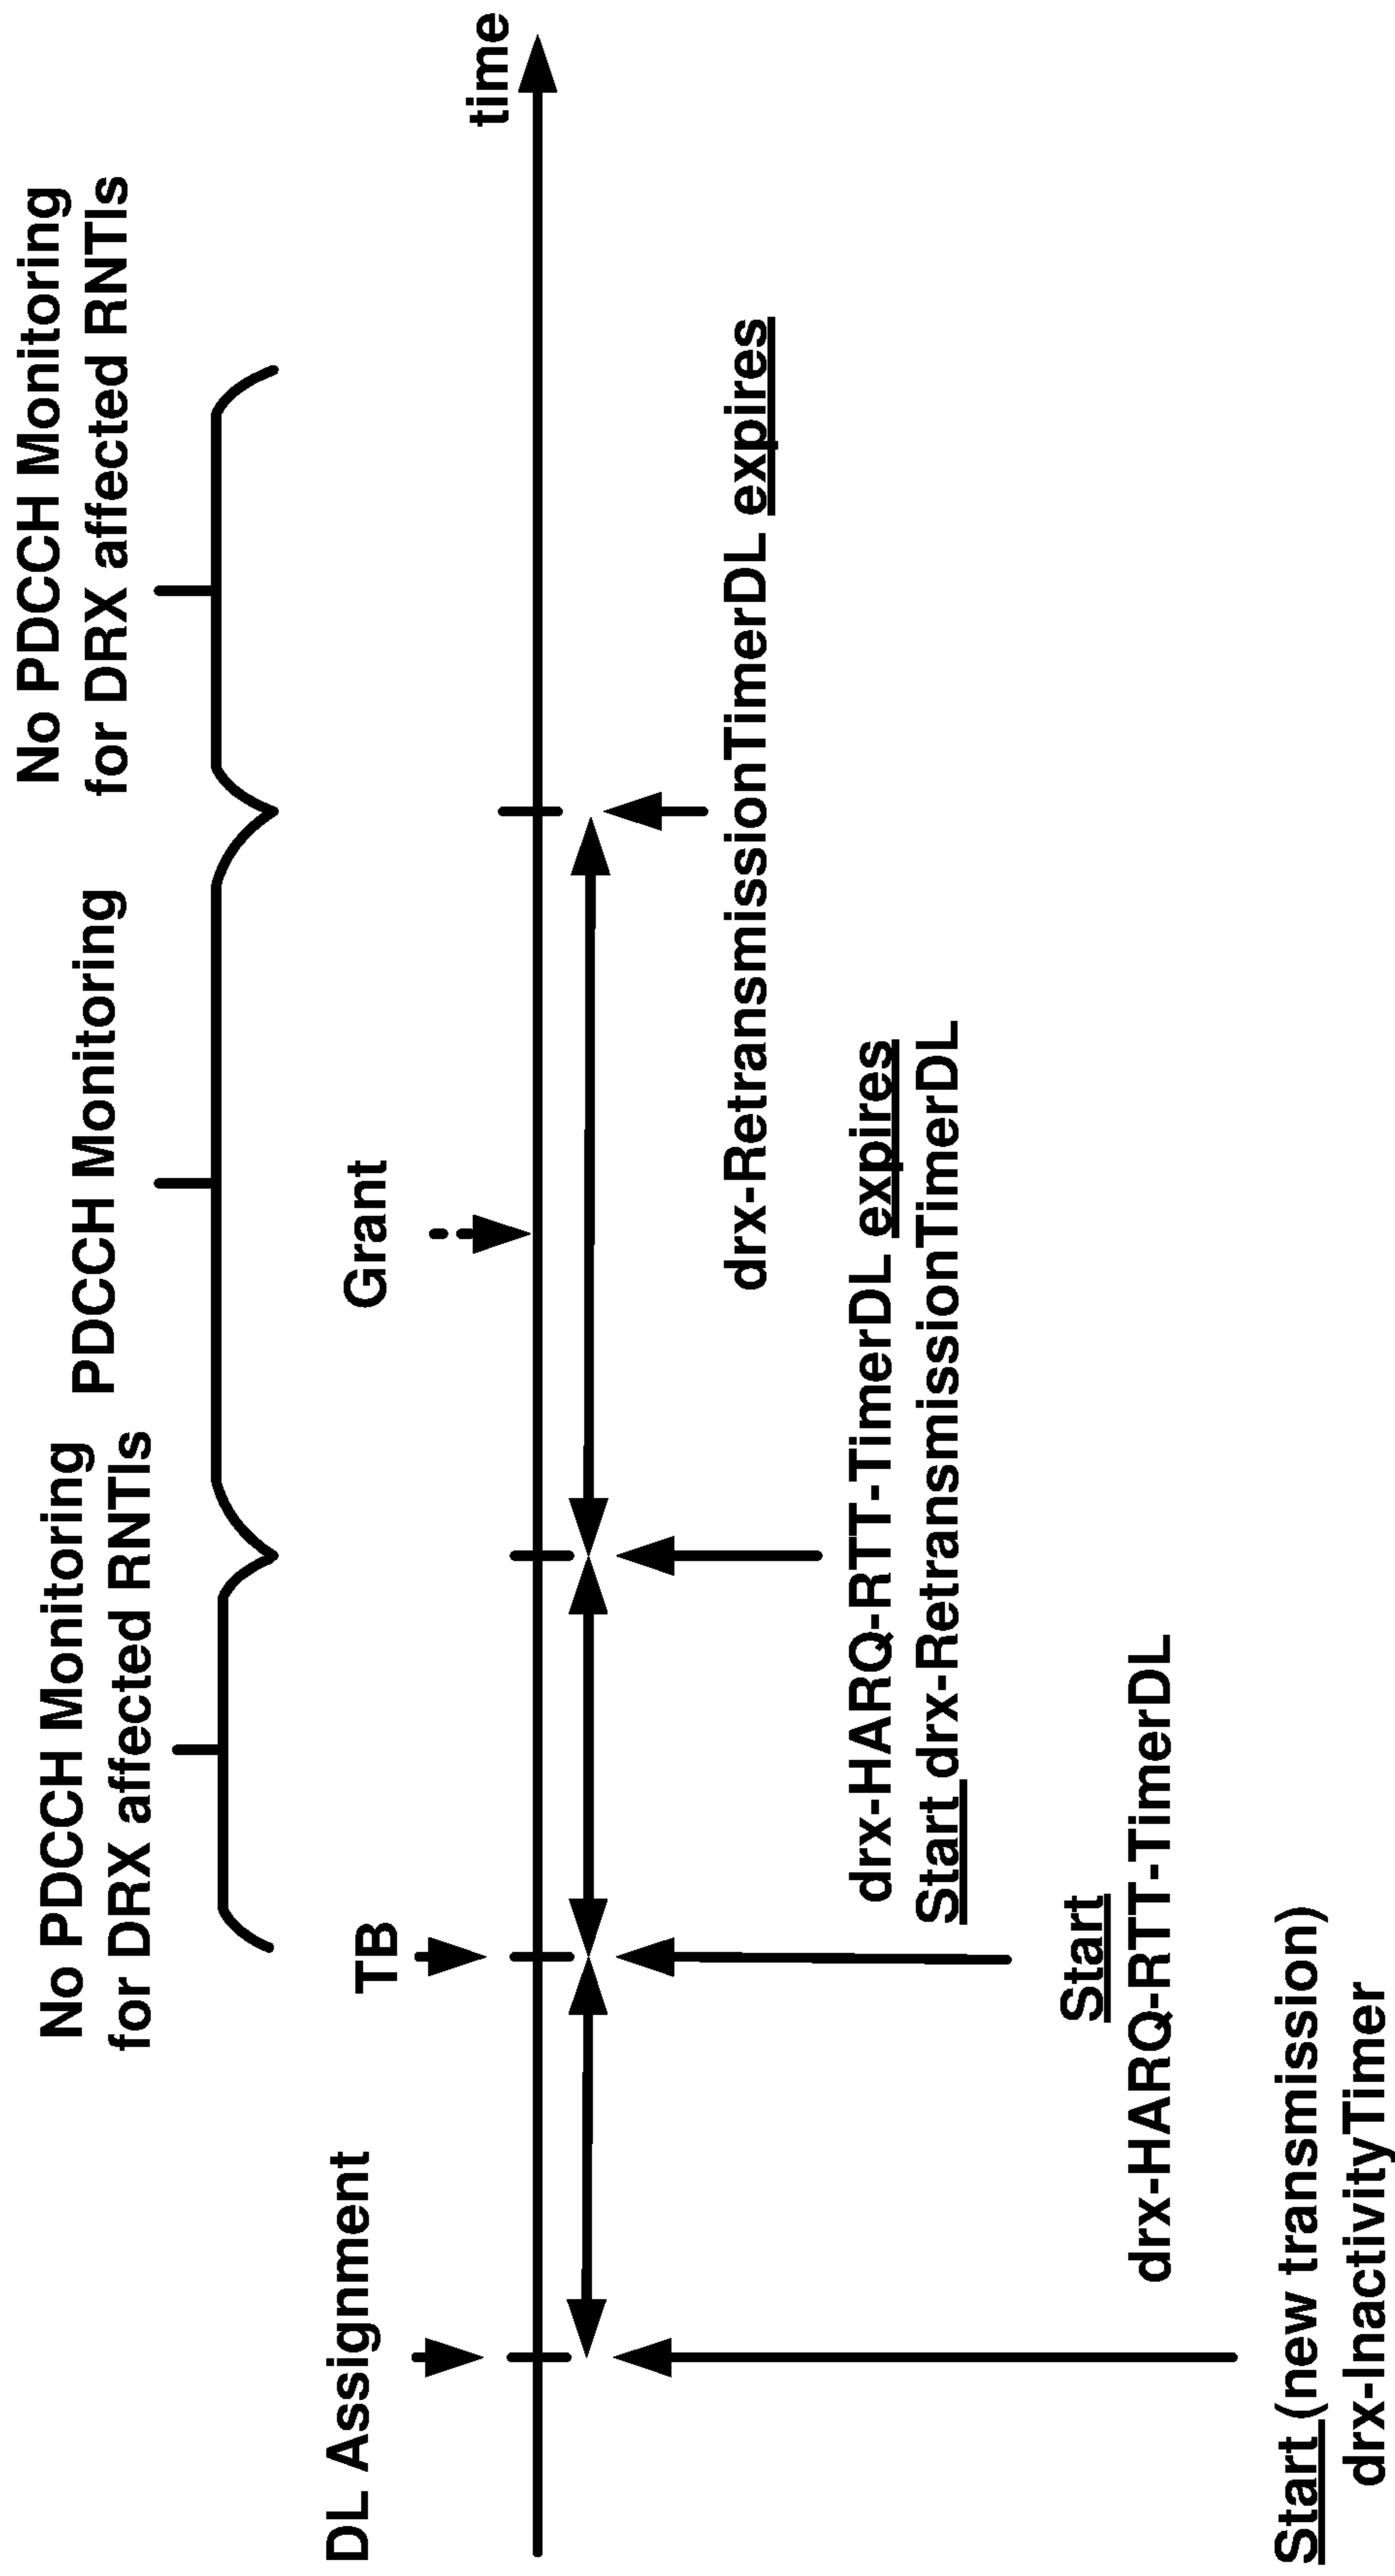 No PDCCH Monitoring
for DRX affected RNTIs
PDCCH Monitoring
No PDCCH Monitoring
for DRX affected RNTIs
DL Assignment
TB
Grant
time
drx-RetransmissionTimerDL expires
drx-HARQ-RTT-TimerDL expires
Start drx-RetransmissionTimerDL
Start
drx-HARQ-RTT-TimerDL
Start (new transmission)
drx-InactivityTimer